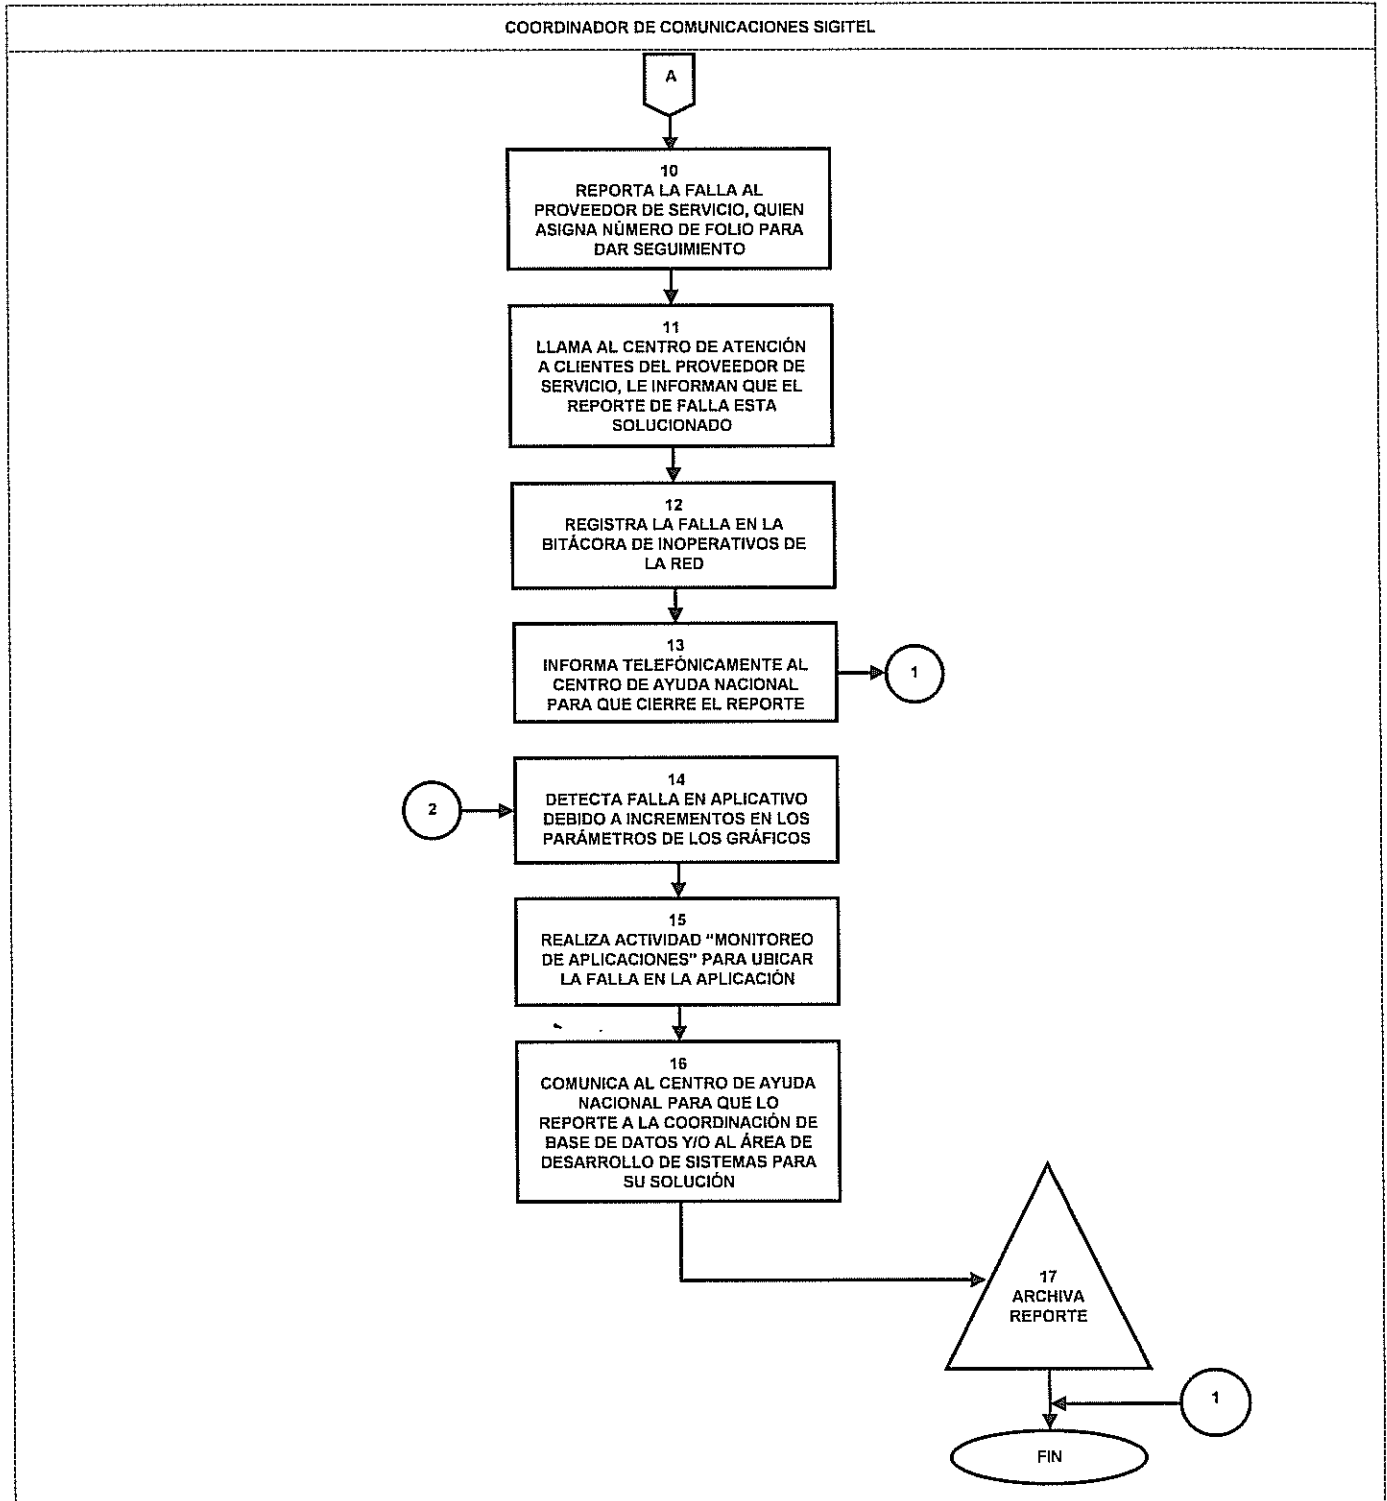 COORDINADOR DE COMUNICACIONES SIGITEL
A
10
REPORTA LA FALLA AL
PROVEEDOR DE SERVICIO, QUIEN
ASIGNA NÚMERO DE FOLIO PARA
DAR SEGUIMIENTO
11
LLAMA AL CENTRO DE ATENCIÓN
A CLIENTES DEL PROVEEDOR DE
SERVICIO, LE INFORMAN QUE EL
REPORTE DE FALLA ESTA
SOLUCIONADO
12
REGISTRA LA FALLA EN LA
BITÁCORA DE INOPERATIVOS DE
LA RED
13
INFORMA TELEFÓNICAMENTE AL
CENTRO DE AYUDA NACIONAL
PARA QUE CIERRE EL REPORTE
1
2
14
DETECTA FALLA EN APLICATIVO
DEBIDO A INCREMENTOS EN LOS
PARÁMETROS DE LOS GRÁFICOS
15
REALIZA ACTIVIDAD “MONITOREO
DE APLICACIONES” PARA UBICAR
LA FALLA EN LA APLICACIÓN
16
COMUNICA AL CENTRO DE AYUDA
NACIONAL PARA QUE LO
REPORTE A LA COORDINACIÓN DE
BASE DE DATOS Y/O AL ÁREA DE
DESARROLLO DE SISTEMAS PARA
SU SOLUCIÓN
17
ARCHIVA
REPORTE
1
FIN